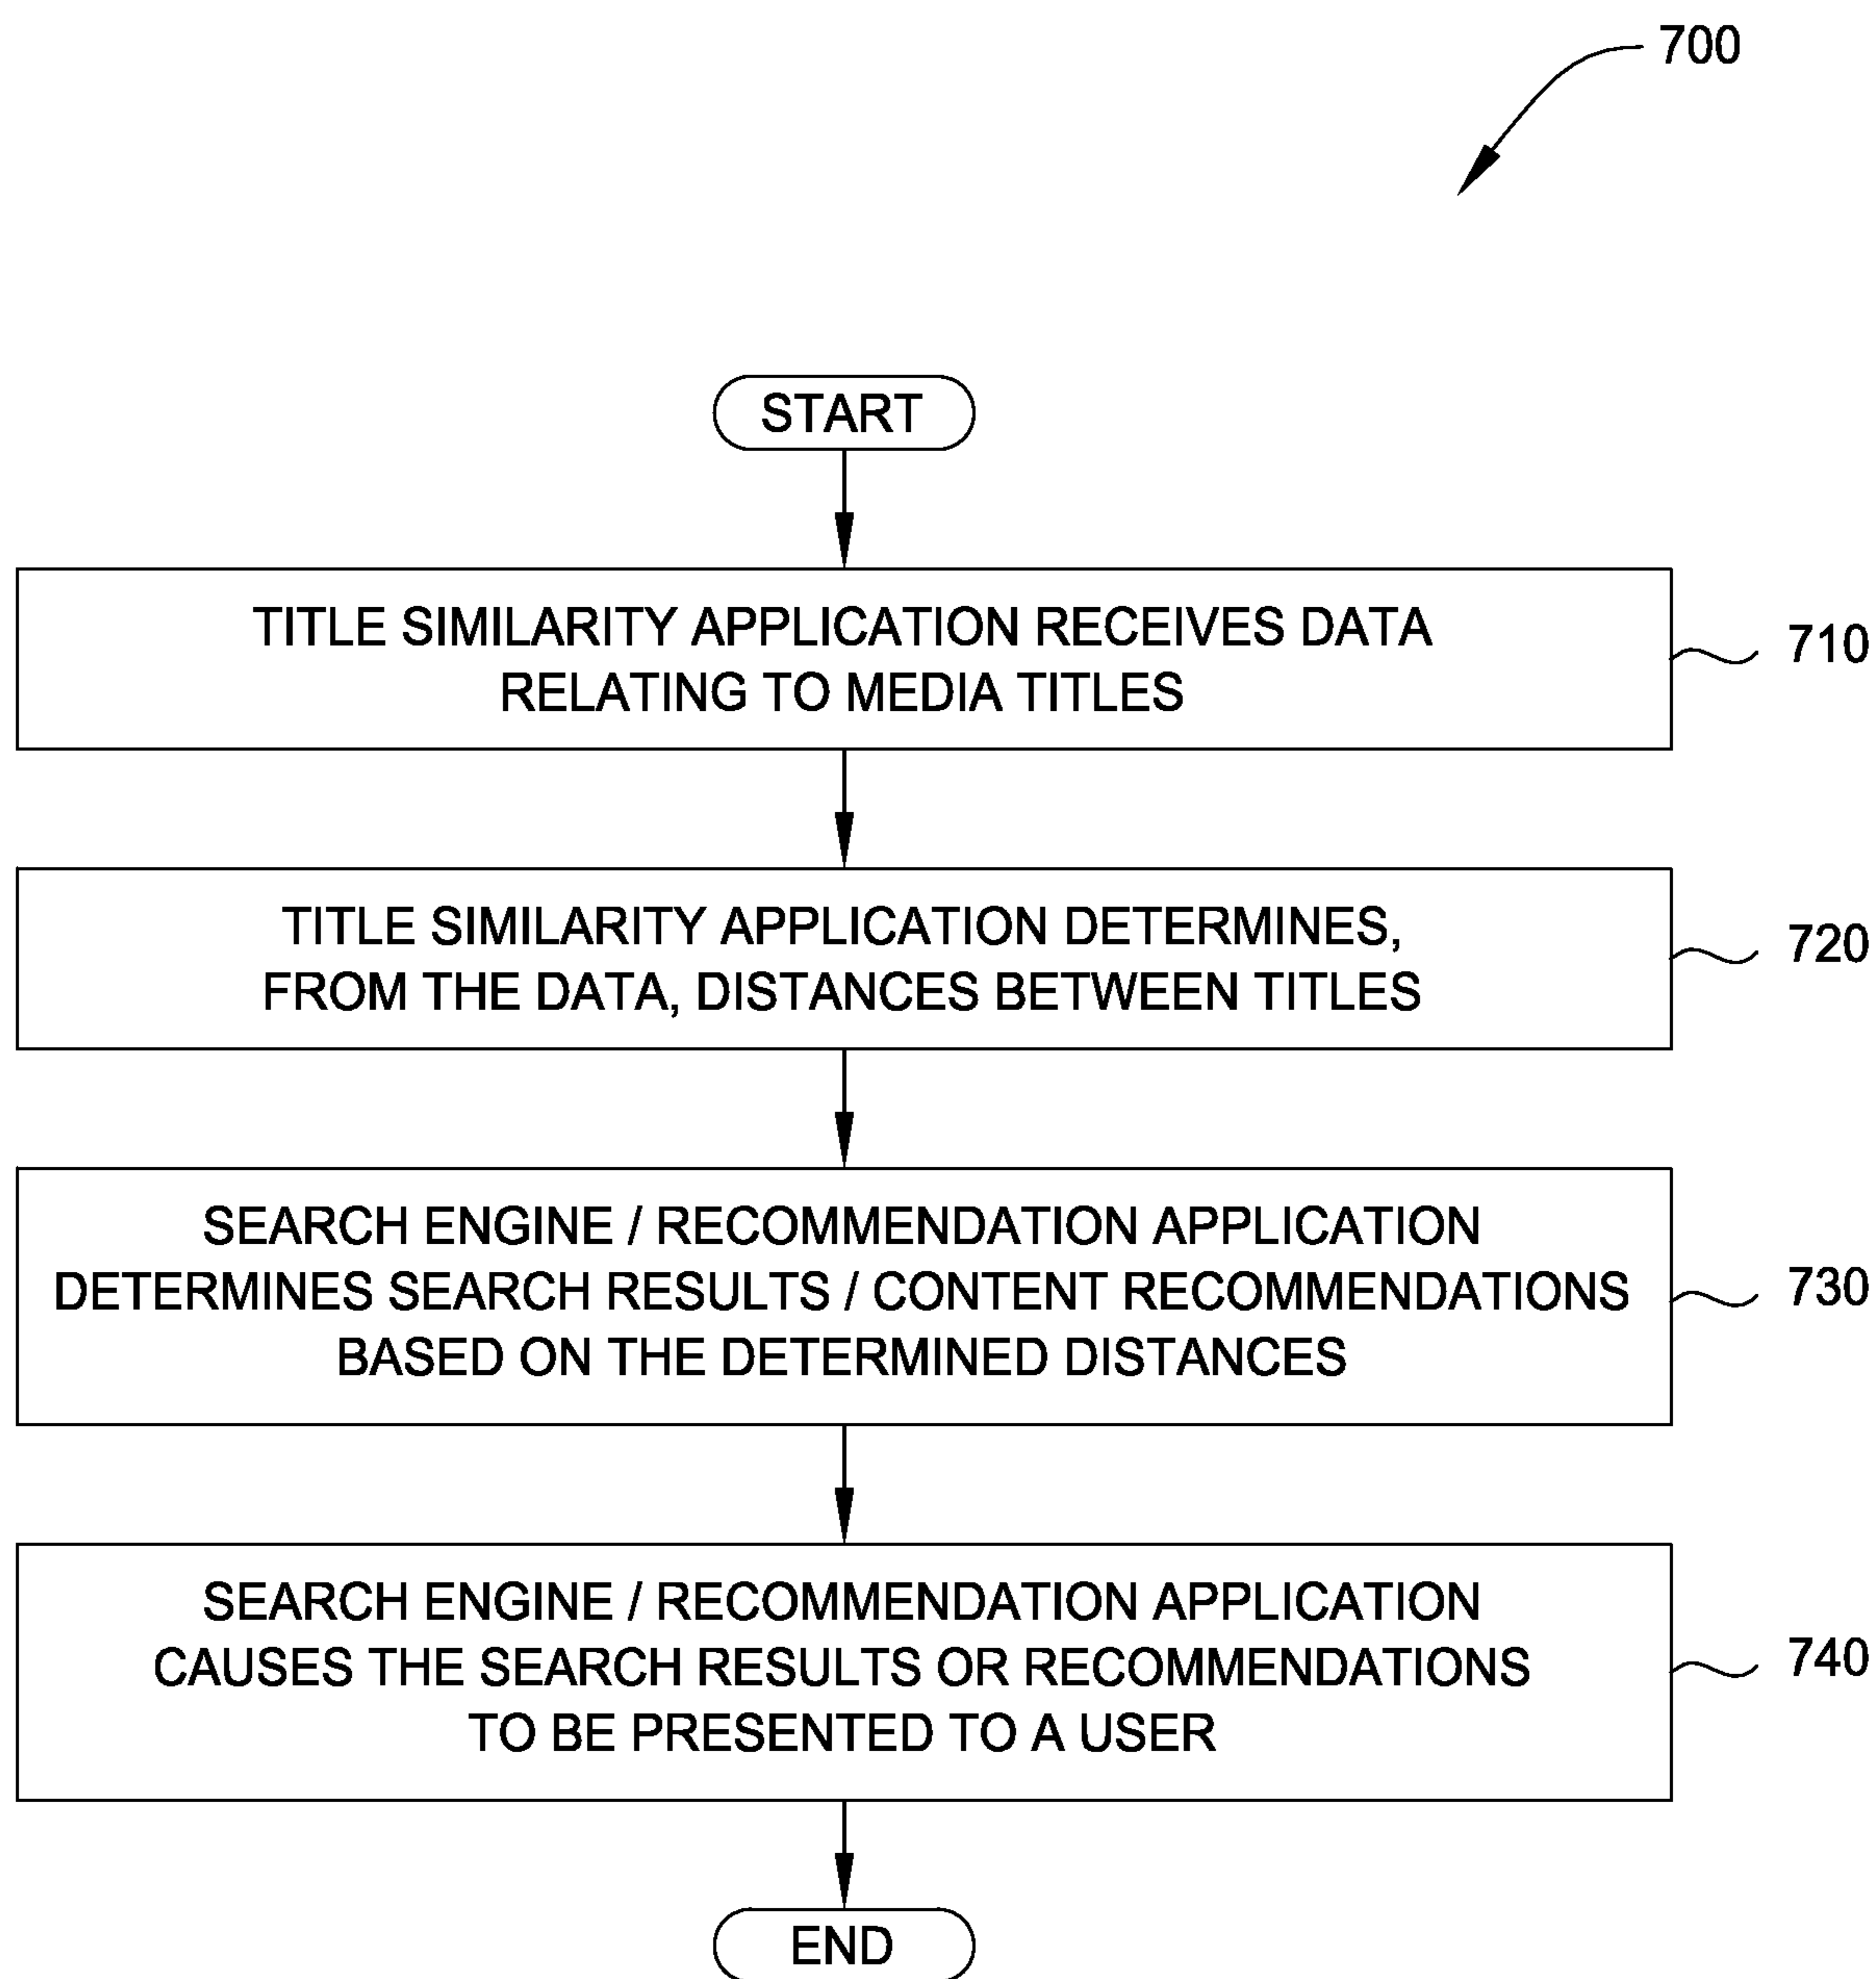 700
START
TITLE SIMILARITY APPLICATION RECEIVES DATA
RELATING TO MEDIA TITLES
710
TITLE SIMILARITY APPLICATION DETERMINES,
FROM THE DATA, DISTANCES BETWEEN TITLES
720
SEARCH ENGINE / RECOMMENDATION APPLICATION
DETERMINES SEARCH RESULTS / CONTENT RECOMMENDATIONS
BASED ON THE DETERMINED DISTANCES
730
SEARCH ENGINE / RECOMMENDATION APPLICATION
CAUSES THE SEARCH RESULTS OR RECOMMENDATIONS
TO BE PRESENTED TO A USER
740
END